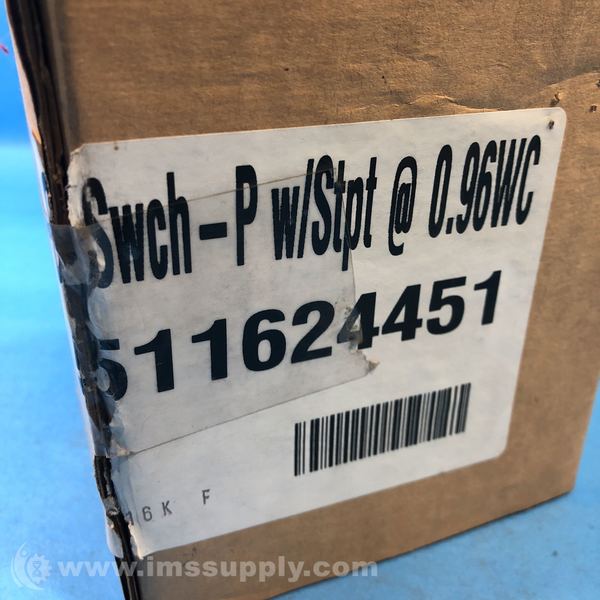 Swch-P w/Stpt @ 0.96WC
511624451
16K F
www.imssupply.com